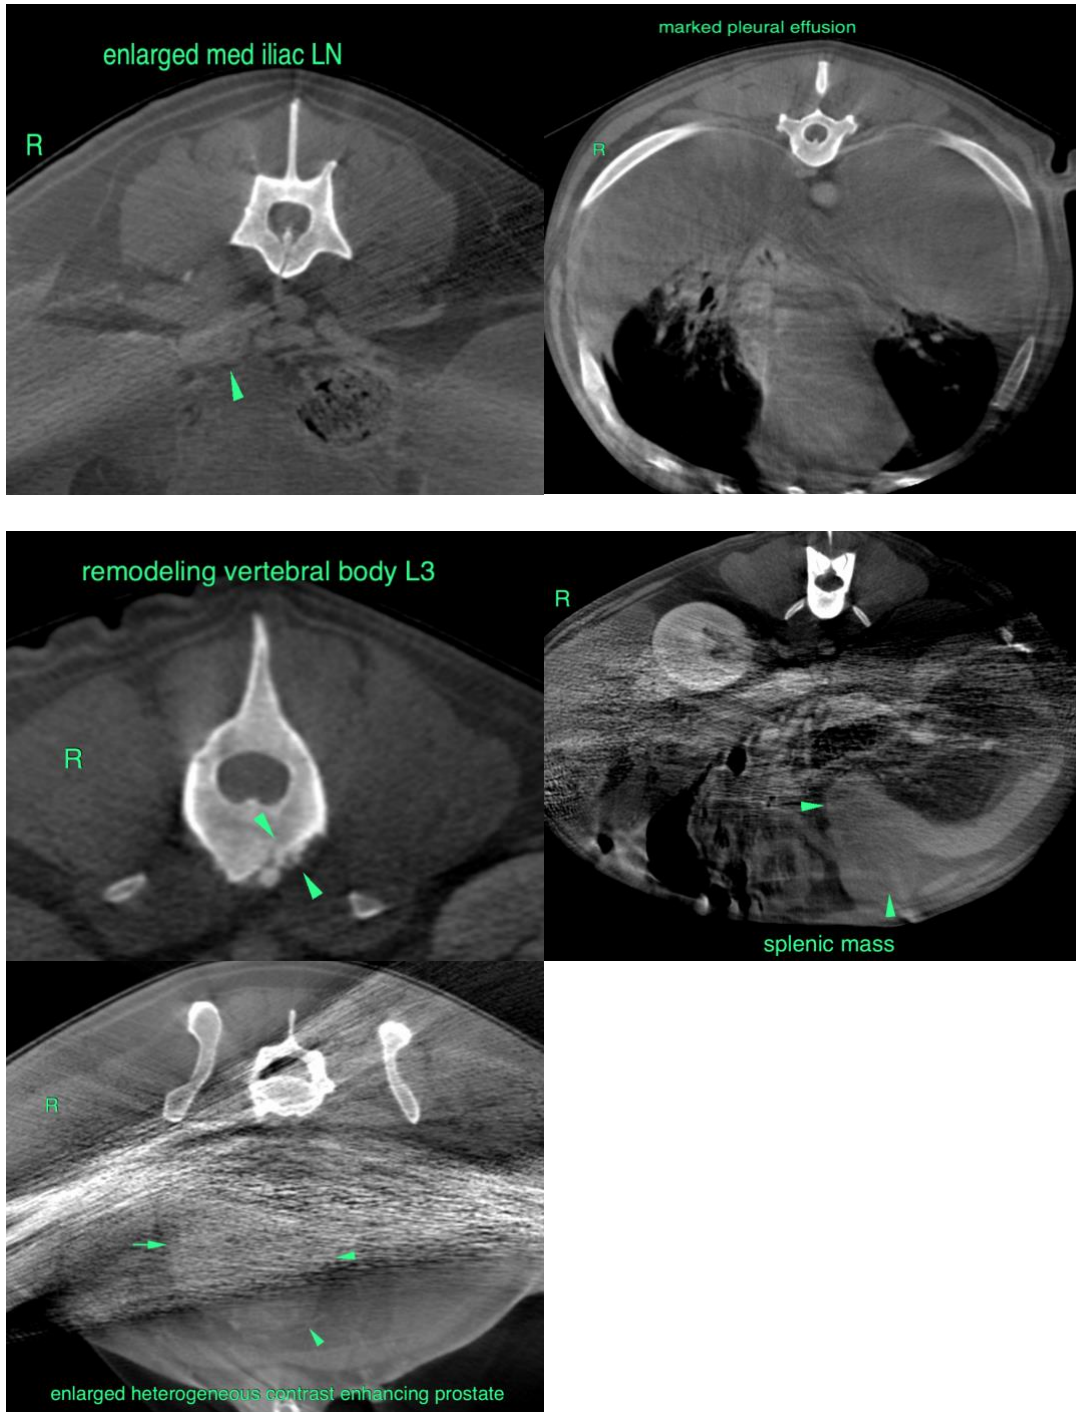 enlarged med iliac LN
R
marked pleural effusion
R
remodeling vertebral body L3
R
R
splenic mass
R
enlarged heterogeneous contrast enhancing prostate